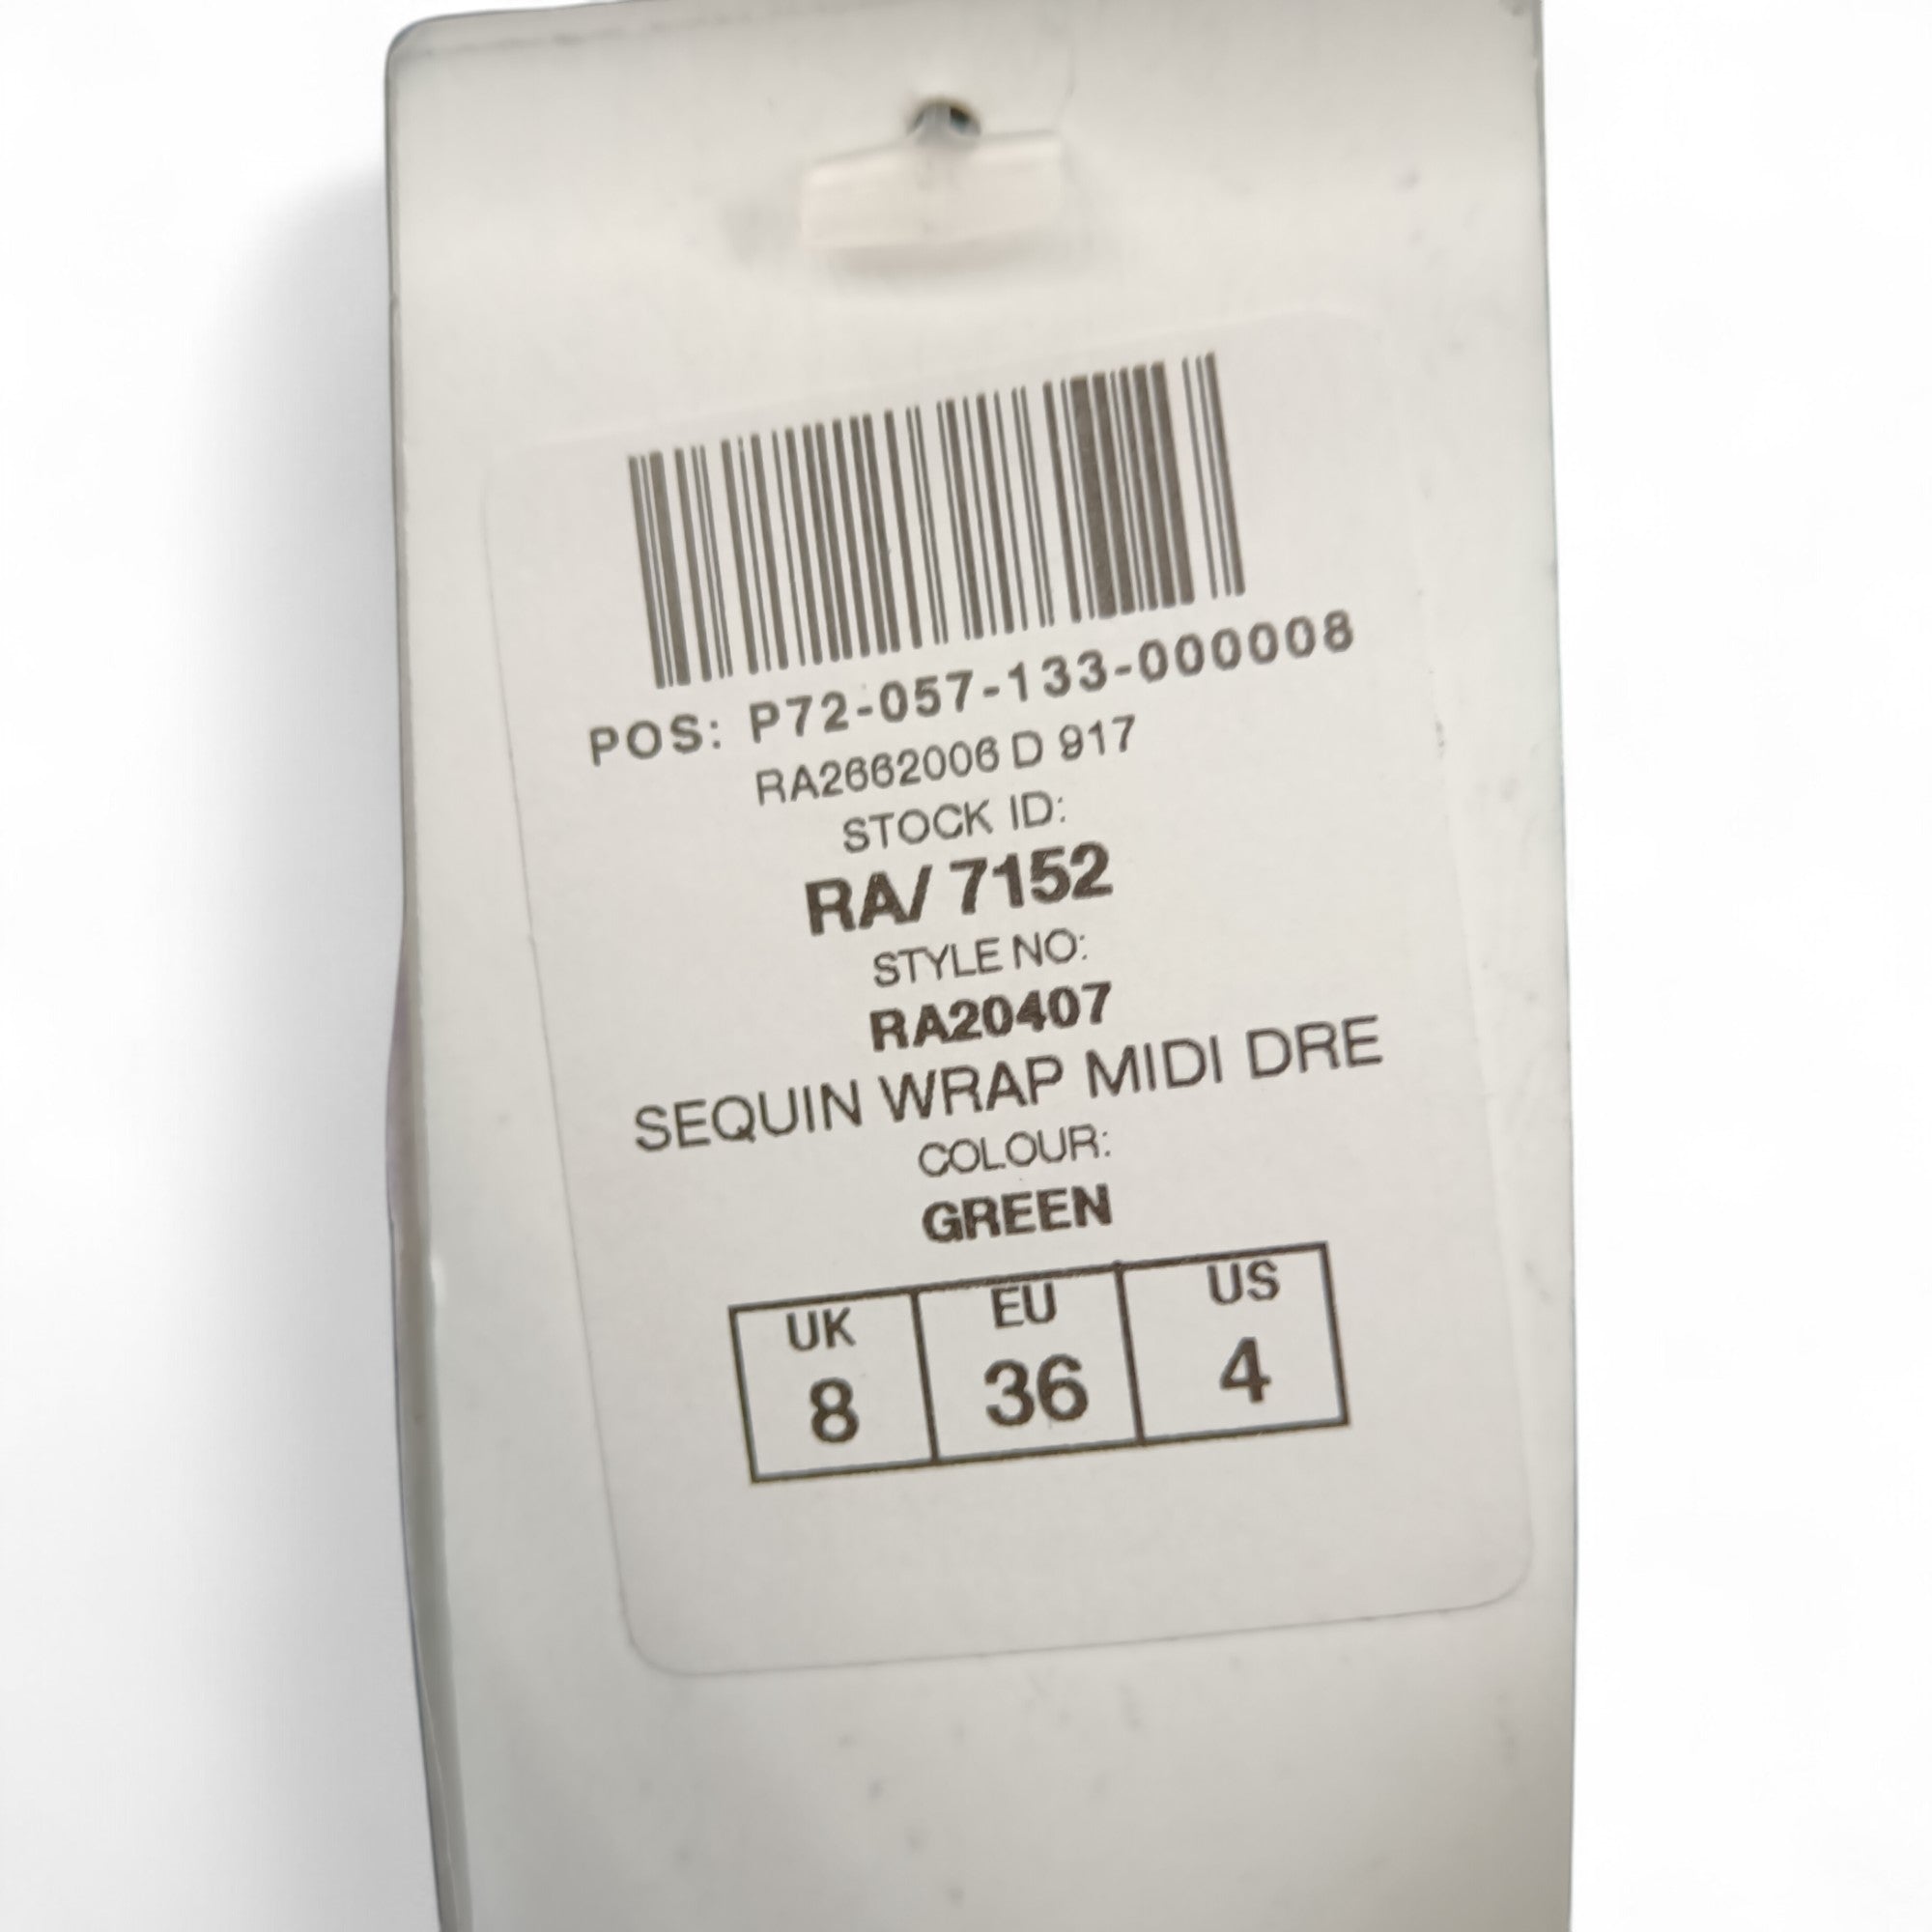 POS: P72-057-133-000008
RA2662006 D 917
STOCK ID:
RA/ 7152
STYLE NO:
RA20407
SEQUIN WRAP MIDI DRE
COLOUR:
GREEN
UK EU US
8 36 4